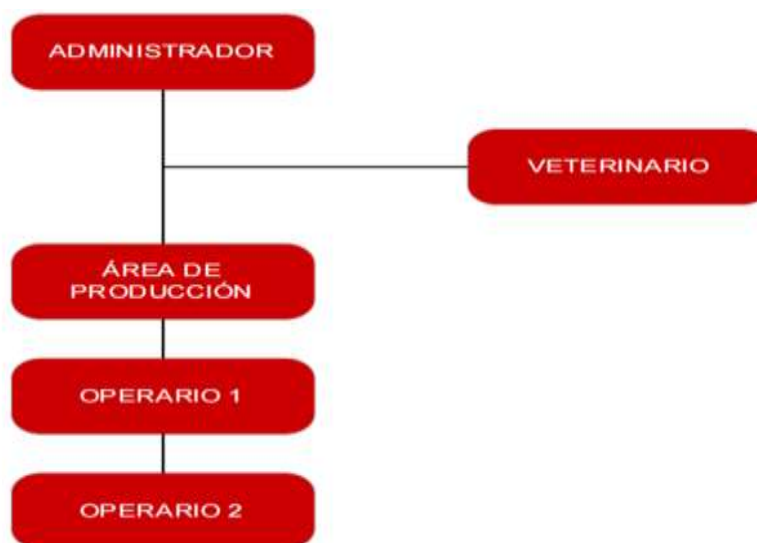 ADMINISTRADOR
VETERINARIO
ÁREA DE
PRODUCCIÓN
OPERARIO 1
OPERARIO 2